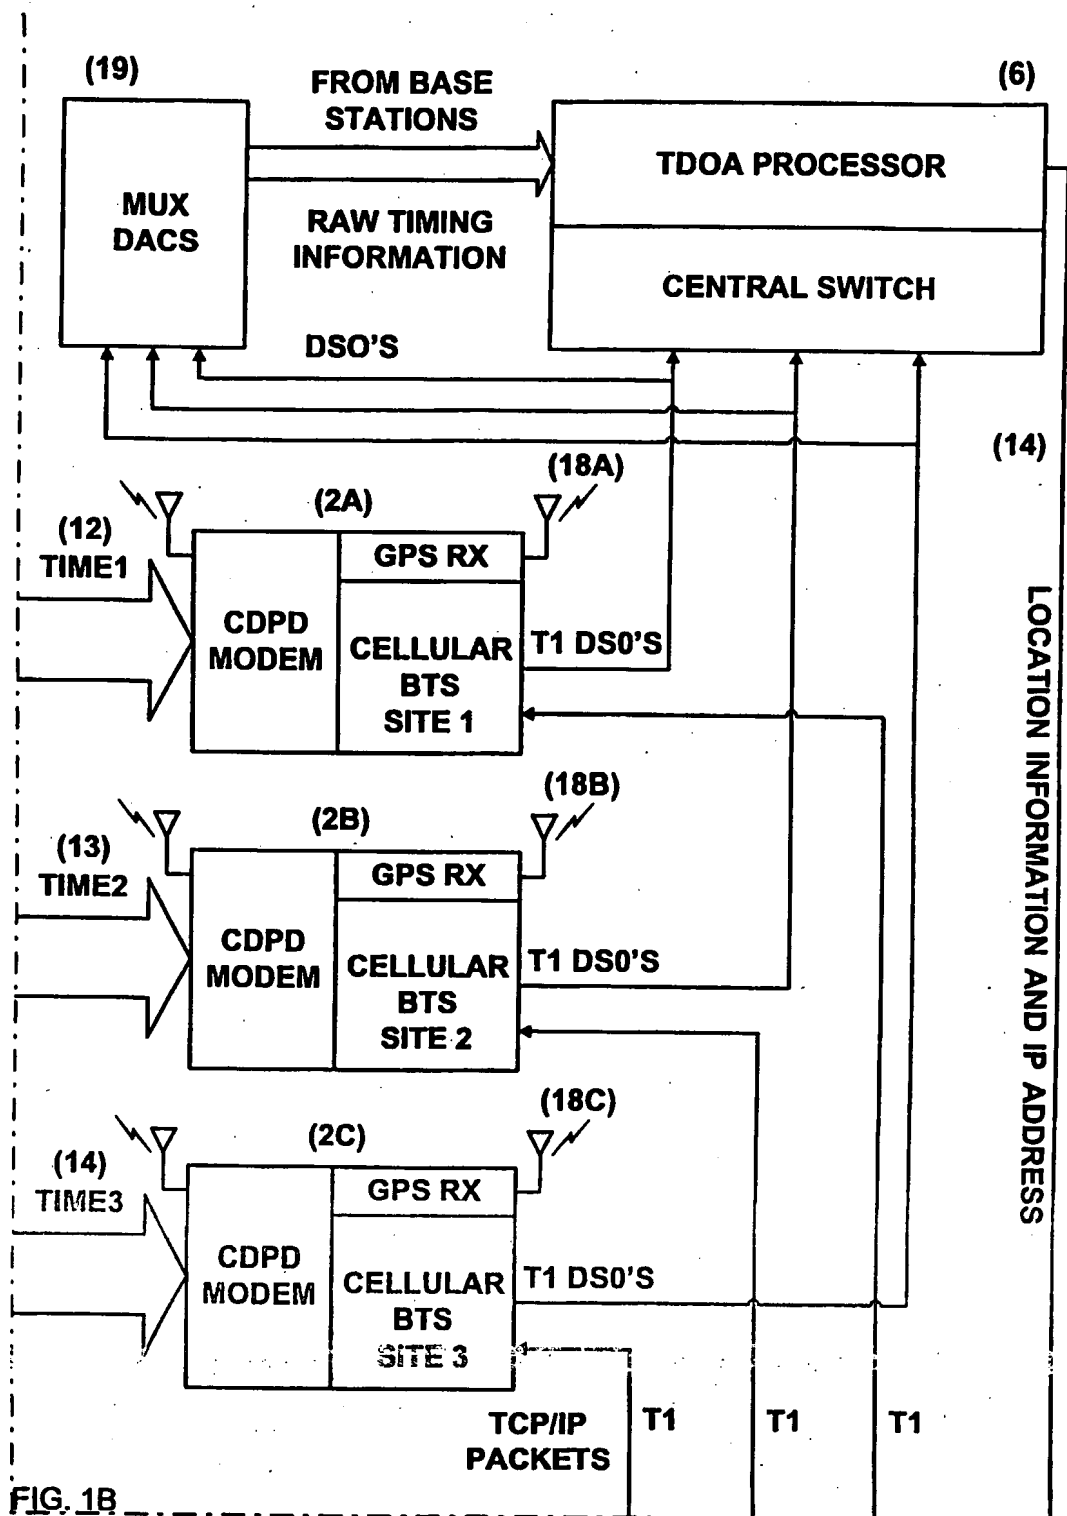 (19)
FROM BASE
STATIONS
(6)
MUX
DACS
TDOA PROCESSOR
RAW TIMING
INFORMATION
CENTRAL SWITCH
DSO'S
(14)
(12)
TIME1
(2A)
(18A)
GPS RX
CDPD
MODEM
CELLULAR
BTS
SITE 1
T1 DS0'S
LOCATION INFORMATION AND IP ADDRESS
(13)
TIME2
(2B)
(18B)
GPS RX
CDPD
MODEM
CELLULAR
BTS
SITE 2
T1 DS0'S
(14)
TIME3
(2C)
(18C)
GPS RX
CDPD
MODEM
CELLULAR
BTS
SITE 3
T1 DS0'S
TCP/IP
PACKETS
T1
T1
T1
FIG. 1B